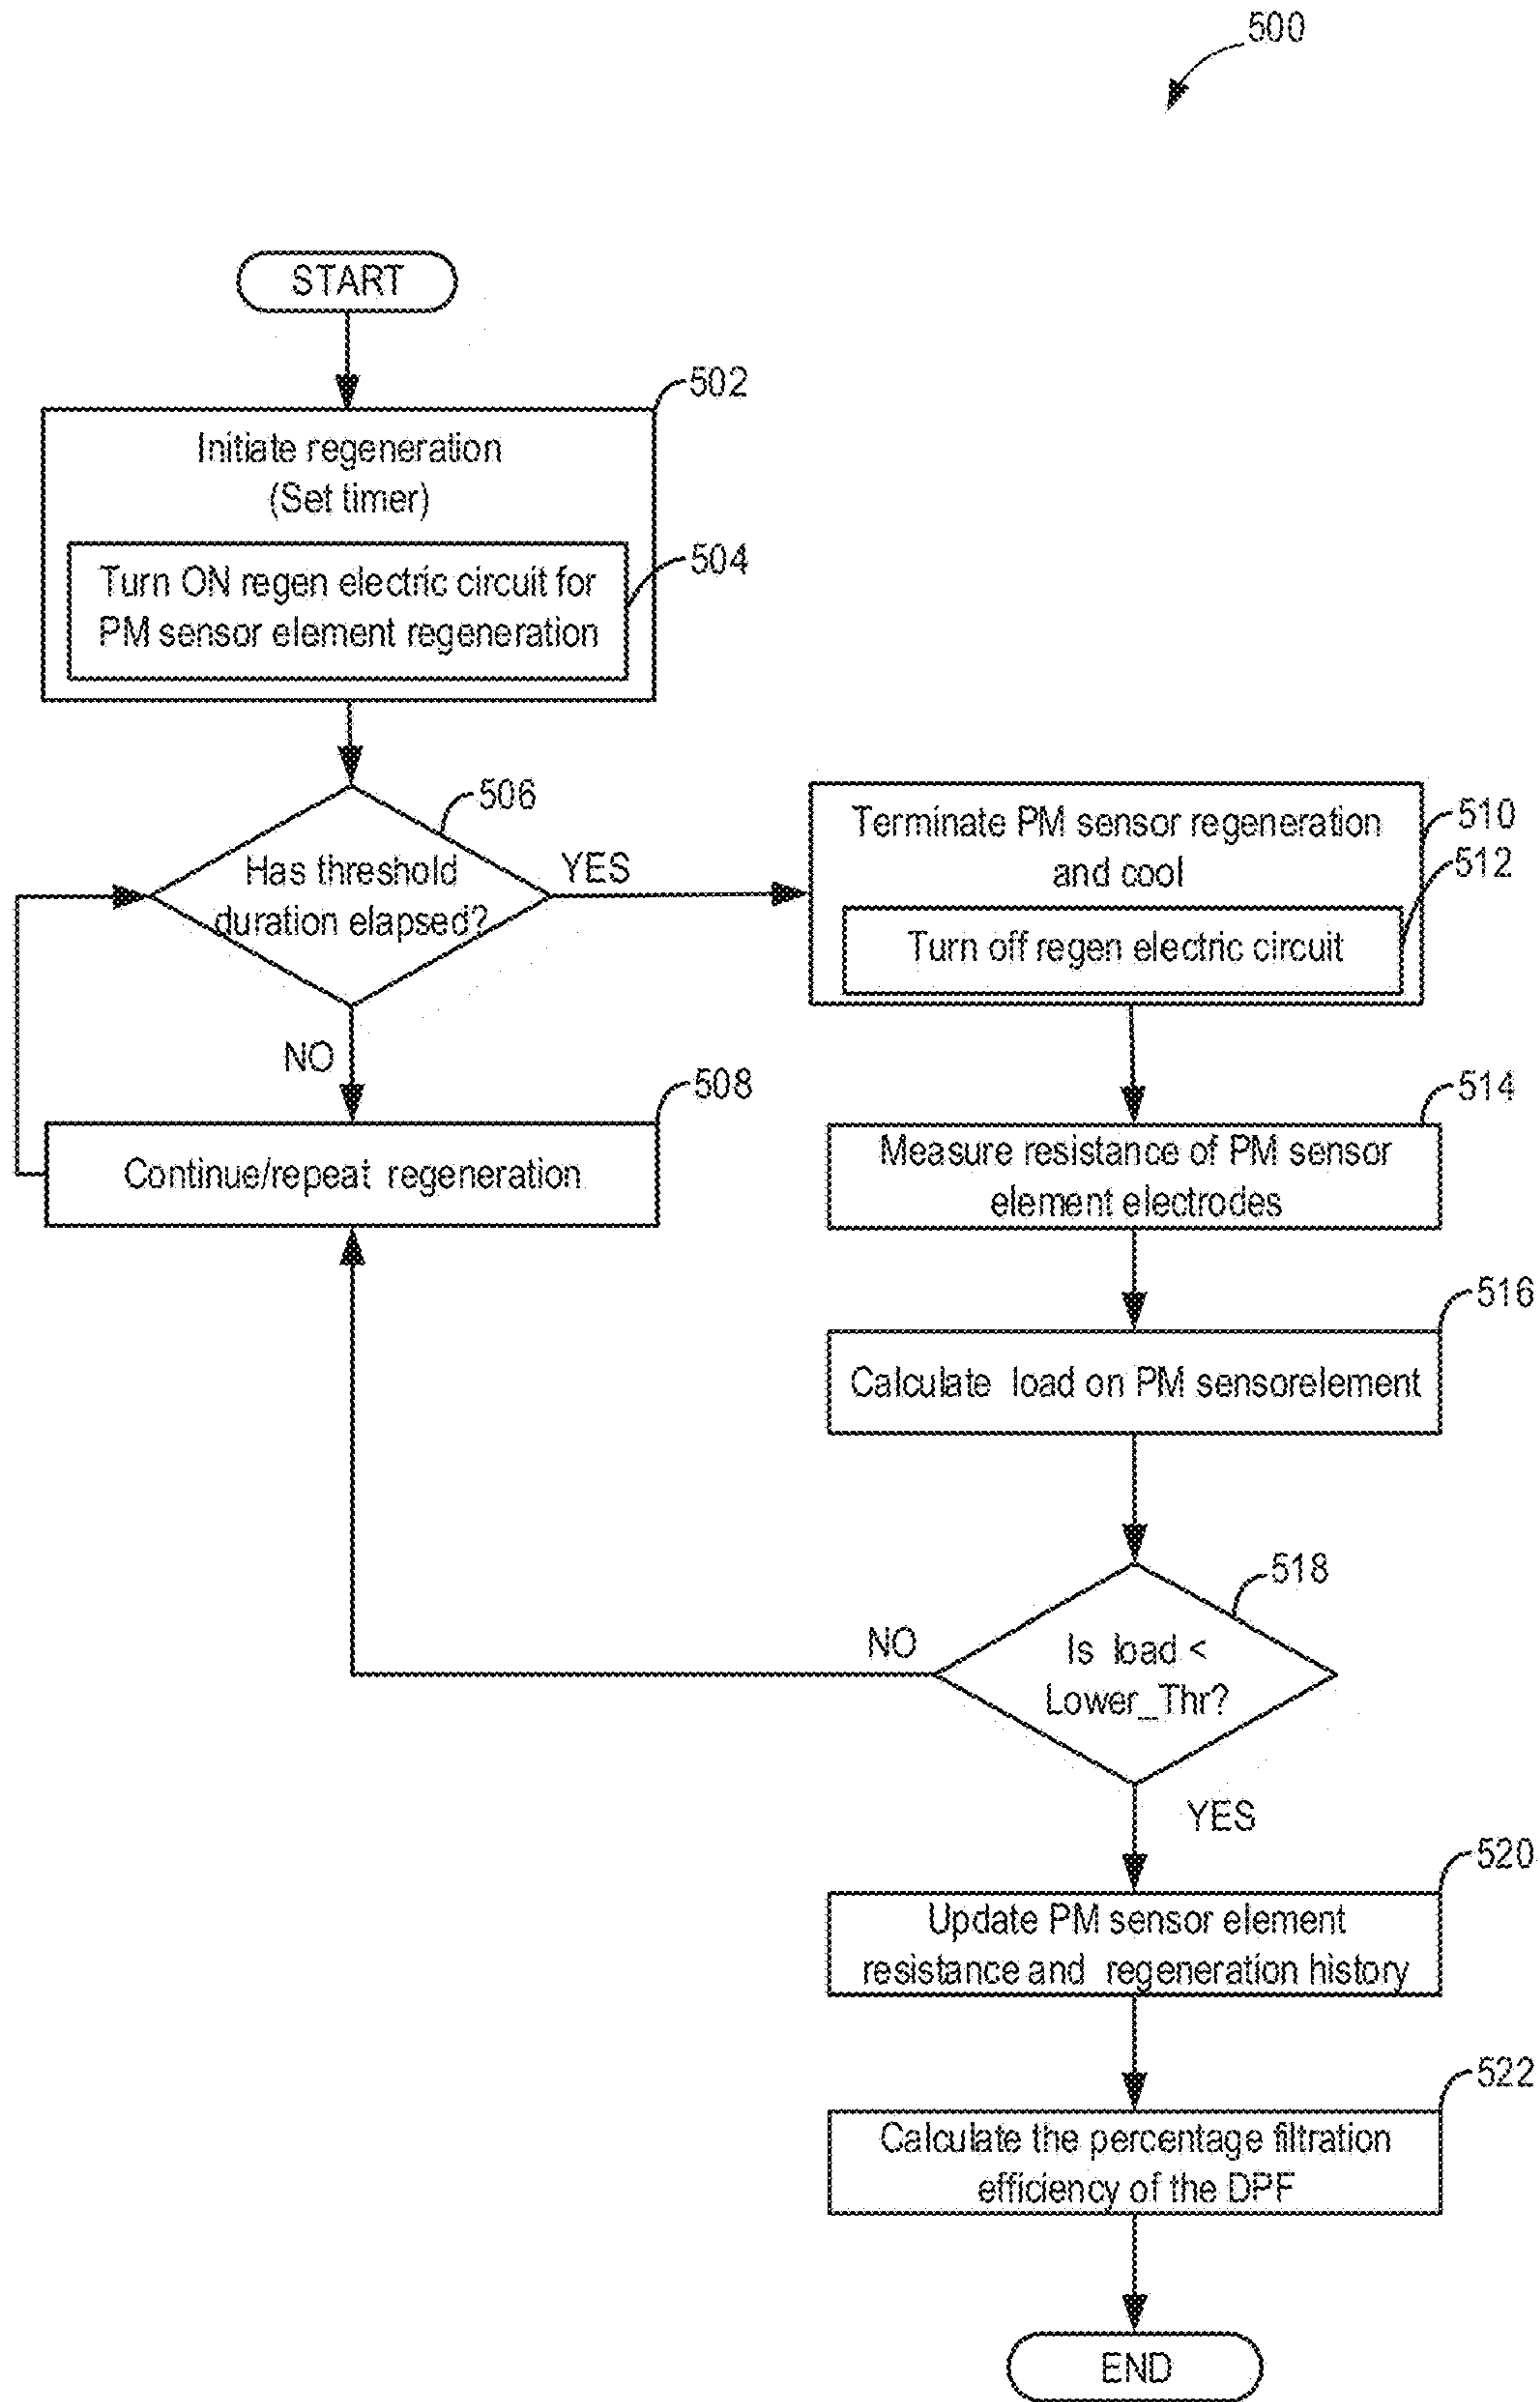 500
START
502
Initiate regeneration
(Set timer)
504
Turn ON regen electric circuit for
PM sensor element regeneration
506
Has threshold
duration elapsed?
YES
NO
508
Continue/repeat regeneration
510
Terminate PM sensor regeneration
and cool
512
Turn off regen electric circuit
514
Measure resistance of PM sensor
element electrodes
516
Calculate load on PM sensorelement
518
Is load <
Lower_Thr?
NO
YES
520
Update PM sensor element
resistance and regeneration history
522
Calculate the percentage filtration
efficiency of the DPF
END